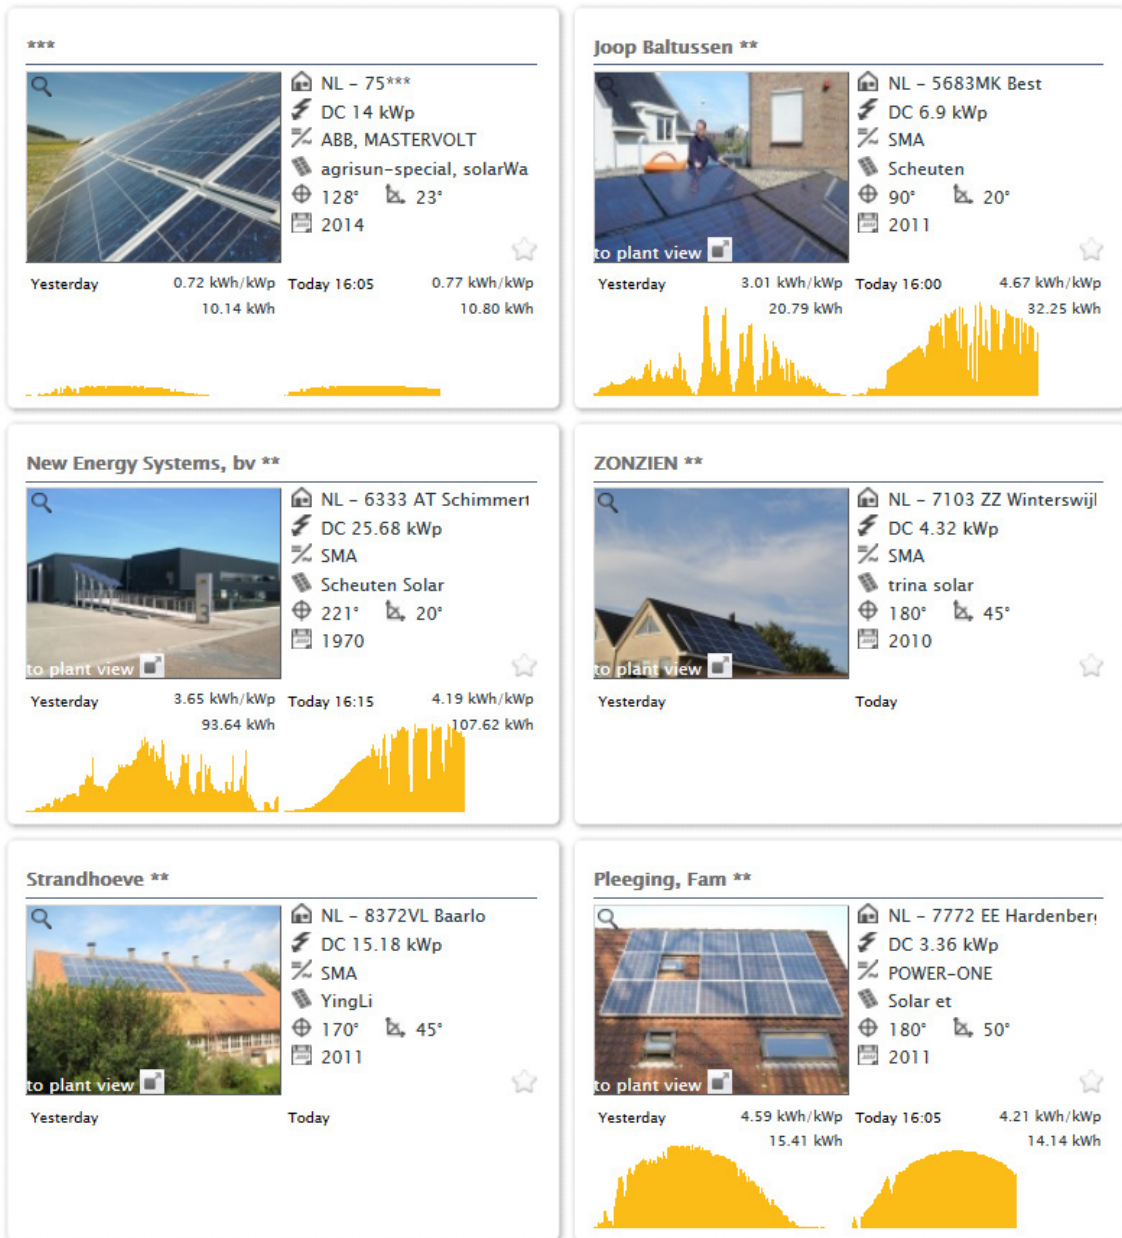 ***
NL - 75***
DC 14 kWp
ABB, MASTERVOLT
agrisun-special, solarWa
128° 23°
2014
Yesterday 0.72 kWh/kWp Today 16:05 0.77 kWh/kWp
10.14 kWh 10.80 kWh
Joop Baltussen **
NL - 5683MK Best
DC 6.9 kWp
SMA
Scheuten
90° 20°
2011
to plant view
Yesterday 3.01 kWh/kWp Today 16:00 4.67 kWh/kWp
20.79 kWh 32.25 kWh
New Energy Systems, bv **
NL - 6333 AT Schimmert
DC 25.68 kWp
SMA
Scheuten Solar
221° 20°
1970
to plant view
Yesterday 3.65 kWh/kWp Today 16:15 4.19 kWh/kWp
93.64 kWh 107.62 kWh
ZONZIEN **
NL - 7103 ZZ Winterswijl
DC 4.32 kWp
SMA
trina solar
180° 45°
2010
to plant view
Yesterday Today
Strandhoeve **
NL - 8372VL Baarlo
DC 15.18 kWp
SMA
YingLi
170° 45°
2011
to plant view
Yesterday Today
Pleeging, Fam **
NL - 7772 EE Hardenber
DC 3.36 kWp
POWER-ONE
Solar et
180° 50°
2011
to plant view
Yesterday 4.59 kWh/kWp Today 16:05 4.21 kWh/kWp
15.41 kWh 14.14 kWh